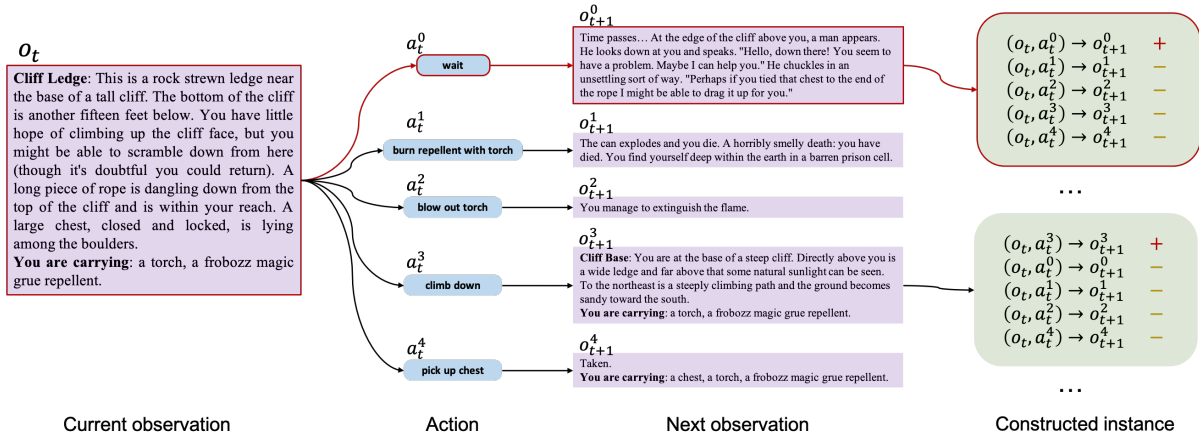 o_t
Cliff Ledge: This is a rock strewn ledge near
the base of a tall cliff. The bottom of the cliff
is another fifteen feet below. You have little
hope of climbing up the cliff face, but you
might be able to scramble down from here
(though it's doubtful you could return). A
long piece of rope is dangling down from the
top of the cliff and is within your reach. A
large chest, closed and locked, is lying
among the boulders.
You are carrying: a torch, a frobozz magic
grue repellent.
Current observation
a_t^0
wait
a_t^1
burn repellent with torch
a_t^2
blow out torch
a_t^3
climb down
a_t^4
pick up chest
Action
o_{t+1}^0
Time passes… At the edge of the cliff above you, a man appears.
He looks down at you and speaks. "Hello, down there! You seem to
have a problem. Maybe I can help you." He chuckles in an
unsettling sort of way. "Perhaps if you tied that chest to the end of
the rope I might be able to drag it up for you."
o_{t+1}^1
The can explodes and you die. A horribly smelly death: you have
died. You find yourself deep within the earth in a barren prison cell.
o_{t+1}^2
You manage to extinguish the flame.
o_{t+1}^3
Cliff Base: You are at the base of a steep cliff. Directly above you is
a wide ledge and far above that some natural sunlight can be seen.
To the northeast is a steeply climbing path and the ground becomes
sandy toward the south.
You are carrying: a torch, a frobozz magic grue repellent.
o_{t+1}^4
Taken.
You are carrying: a chest, a torch, a frobozz magic grue repellent.
Next observation
(o_t, a_t^0) → o_{t+1}^0 +
(o_t, a_t^1) → o_{t+1}^1 −
(o_t, a_t^2) → o_{t+1}^2 −
(o_t, a_t^3) → o_{t+1}^3 −
(o_t, a_t^4) → o_{t+1}^4 −
...
(o_t, a_t^3) → o_{t+1}^3 +
(o_t, a_t^0) → o_{t+1}^0 −
(o_t, a_t^1) → o_{t+1}^1 −
(o_t, a_t^2) → o_{t+1}^2 −
(o_t, a_t^4) → o_{t+1}^4 −
...
Constructed instance